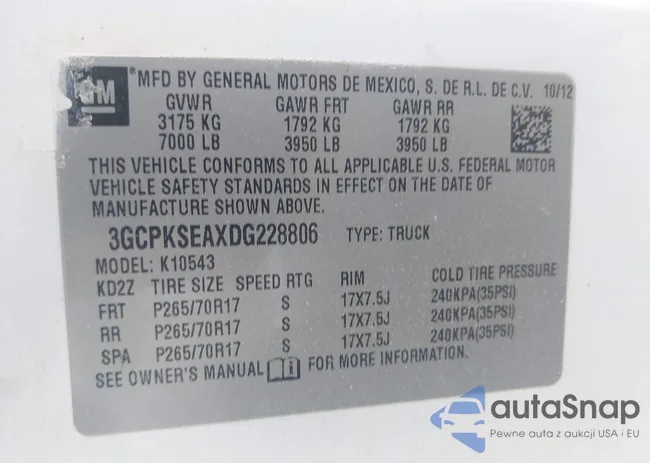 GM *MFD BY GENERAL MOTORS DE MEXICO, S. DE R.L. DE C.V. 10/12
GVWR GAWR FRT GAWR RR
3175 KG 1792 KG 1792 KG
7000 LB 3950 LB 3950 LB
THIS VEHICLE CONFORMS TO ALL APPLICABLE U.S. FEDERAL MOTOR
VEHICLE SAFETY STANDARDS IN EFFECT ON THE DATE OF
MANUFACTURE SHOWN ABOVE.
3GCPKSEAXDG228806 TYPE: TRUCK
MODEL: K10543
KD2Z TIRE SIZE SPEED RTG RIM COLD TIRE PRESSURE
FRT P265/70R17 S 17X7.5J 240KPA(35PSI)
RR P265/70R17 S 17X7.5J 240KPA(35PSI)
SPA P265/70R17 S 17X7.5J 240KPA(35PSI)
SEE OWNER'S MANUAL FOR MORE INFORMATION.
autaSnap
Pewne auta z aukcji USA i EU